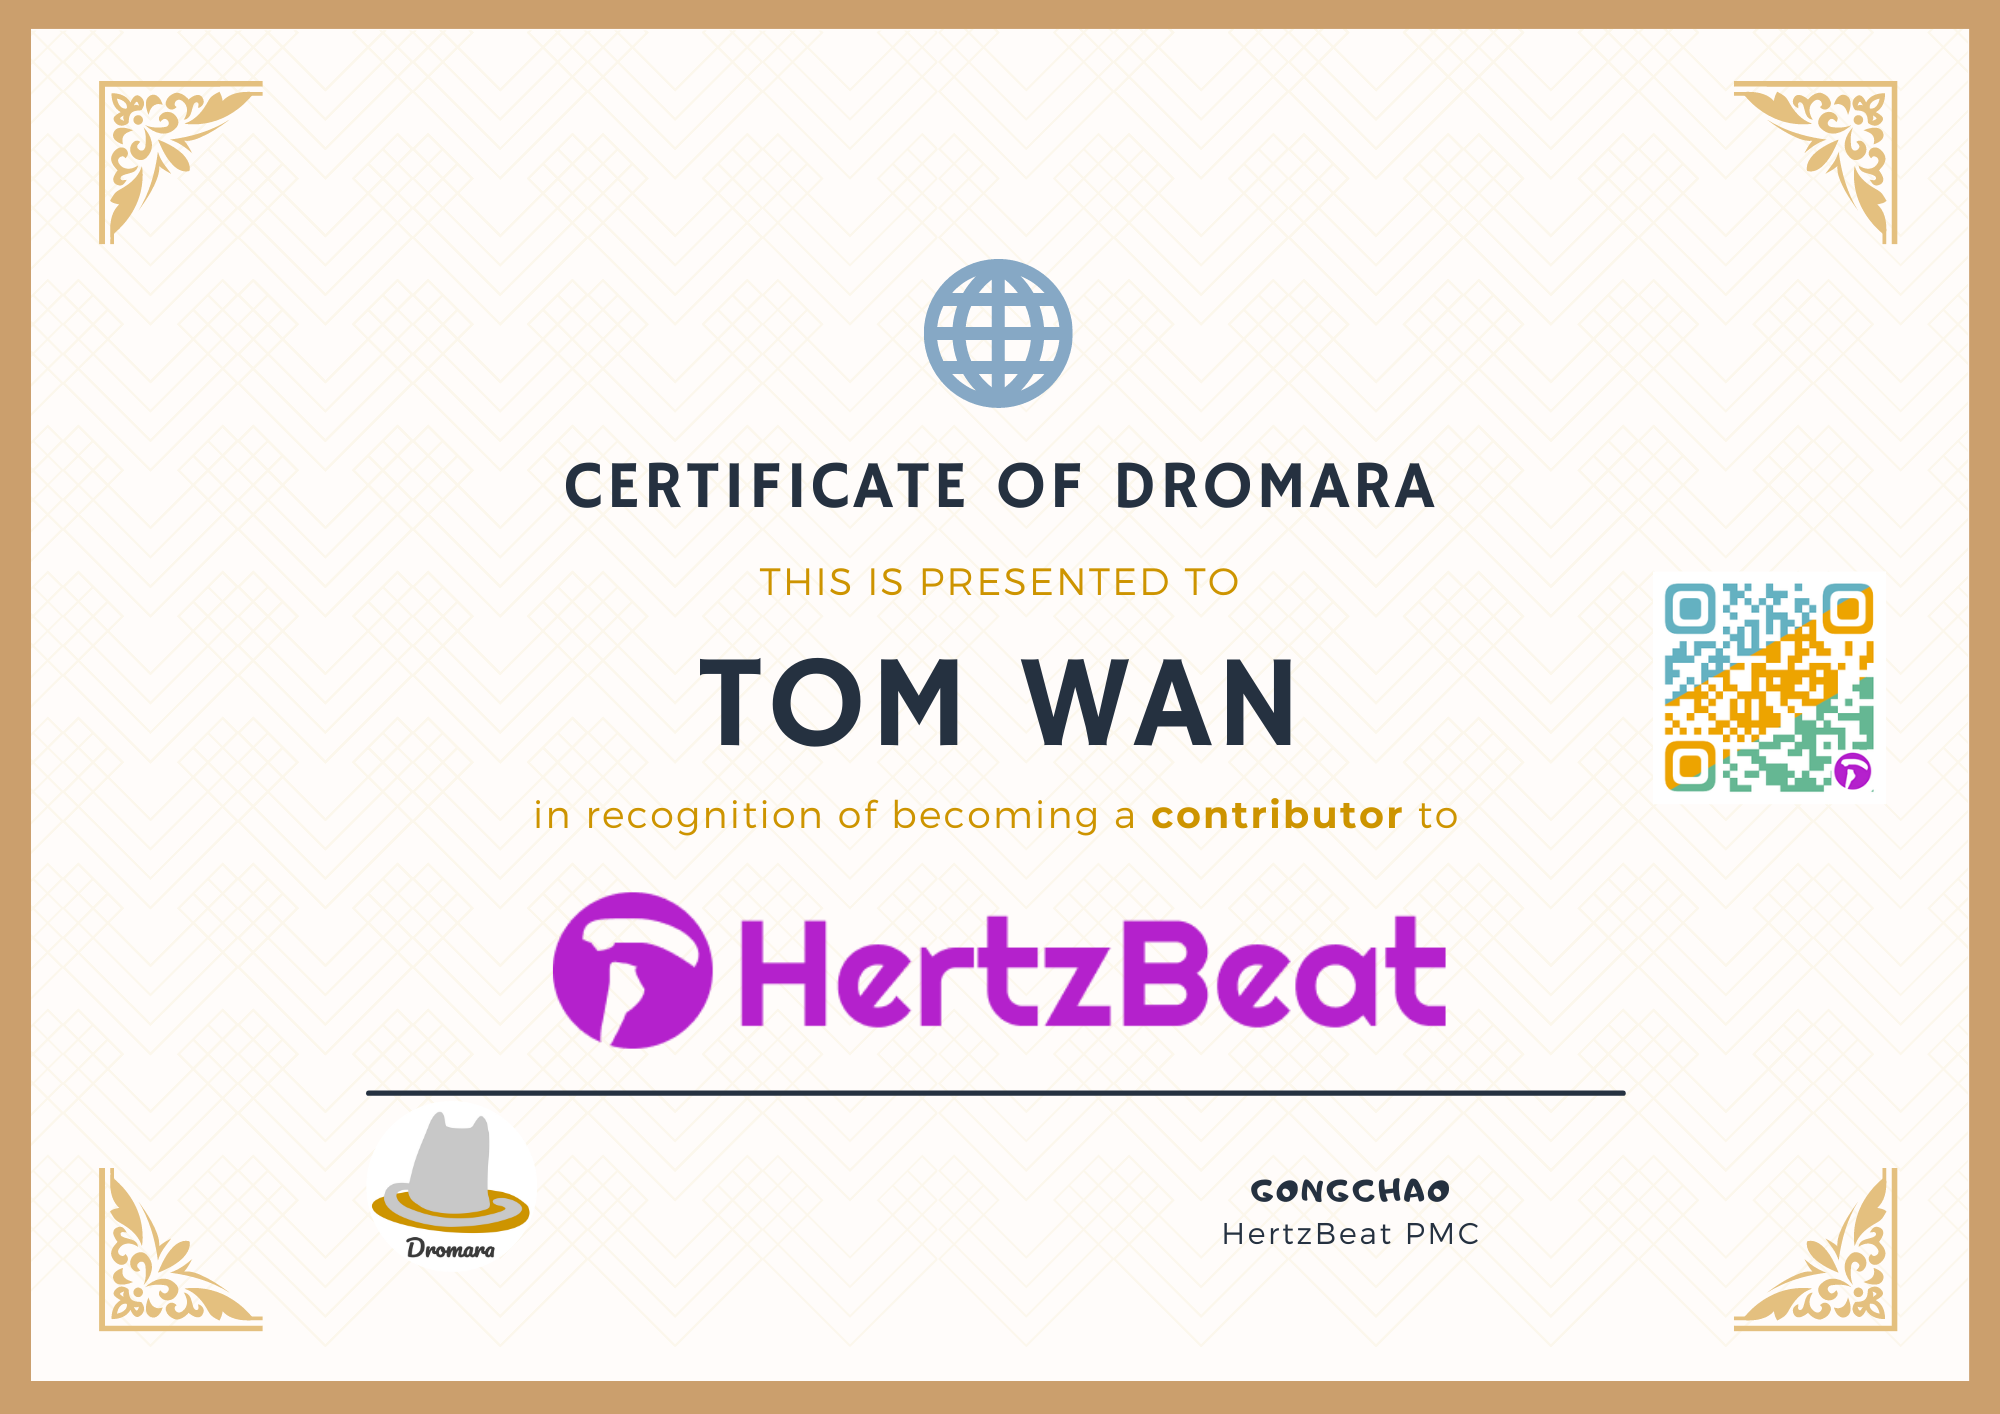 CERTIFICATE OF DROMARA
THIS IS PRESENTED TO
TOM WAN
in recognition of becoming a contributor to
HertzBeat
Dromara
GONGCHAO
HertzBeat PMC